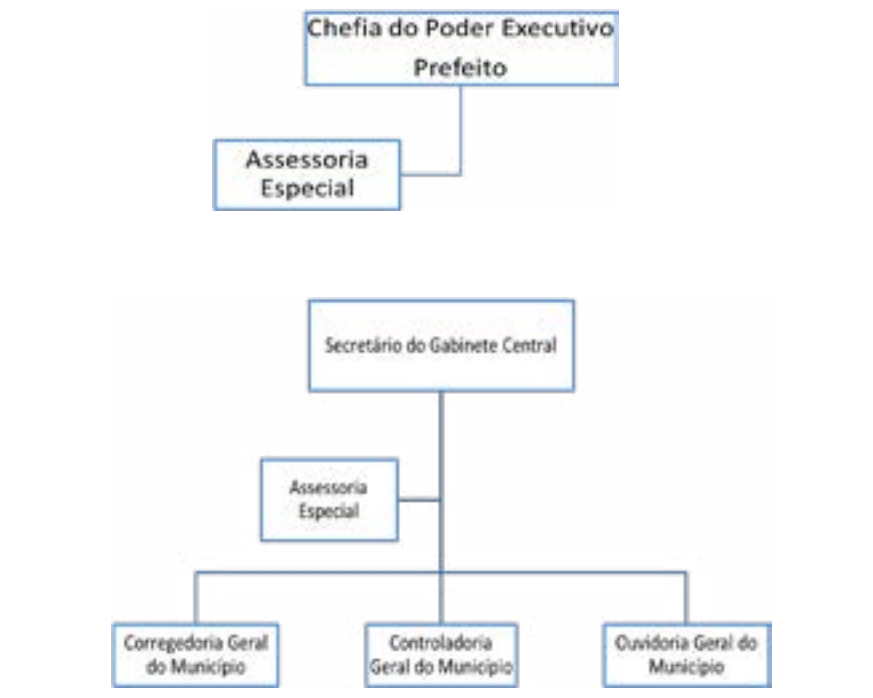 Chefia do Poder Executivo
Prefeito
Assessoria
Especial
Secretário do Gabinete Central
Assessoria
Especial
Corregedoria Geral
do Município
Controladoria
Geral do Município
Ouvidoria Geral do
Município